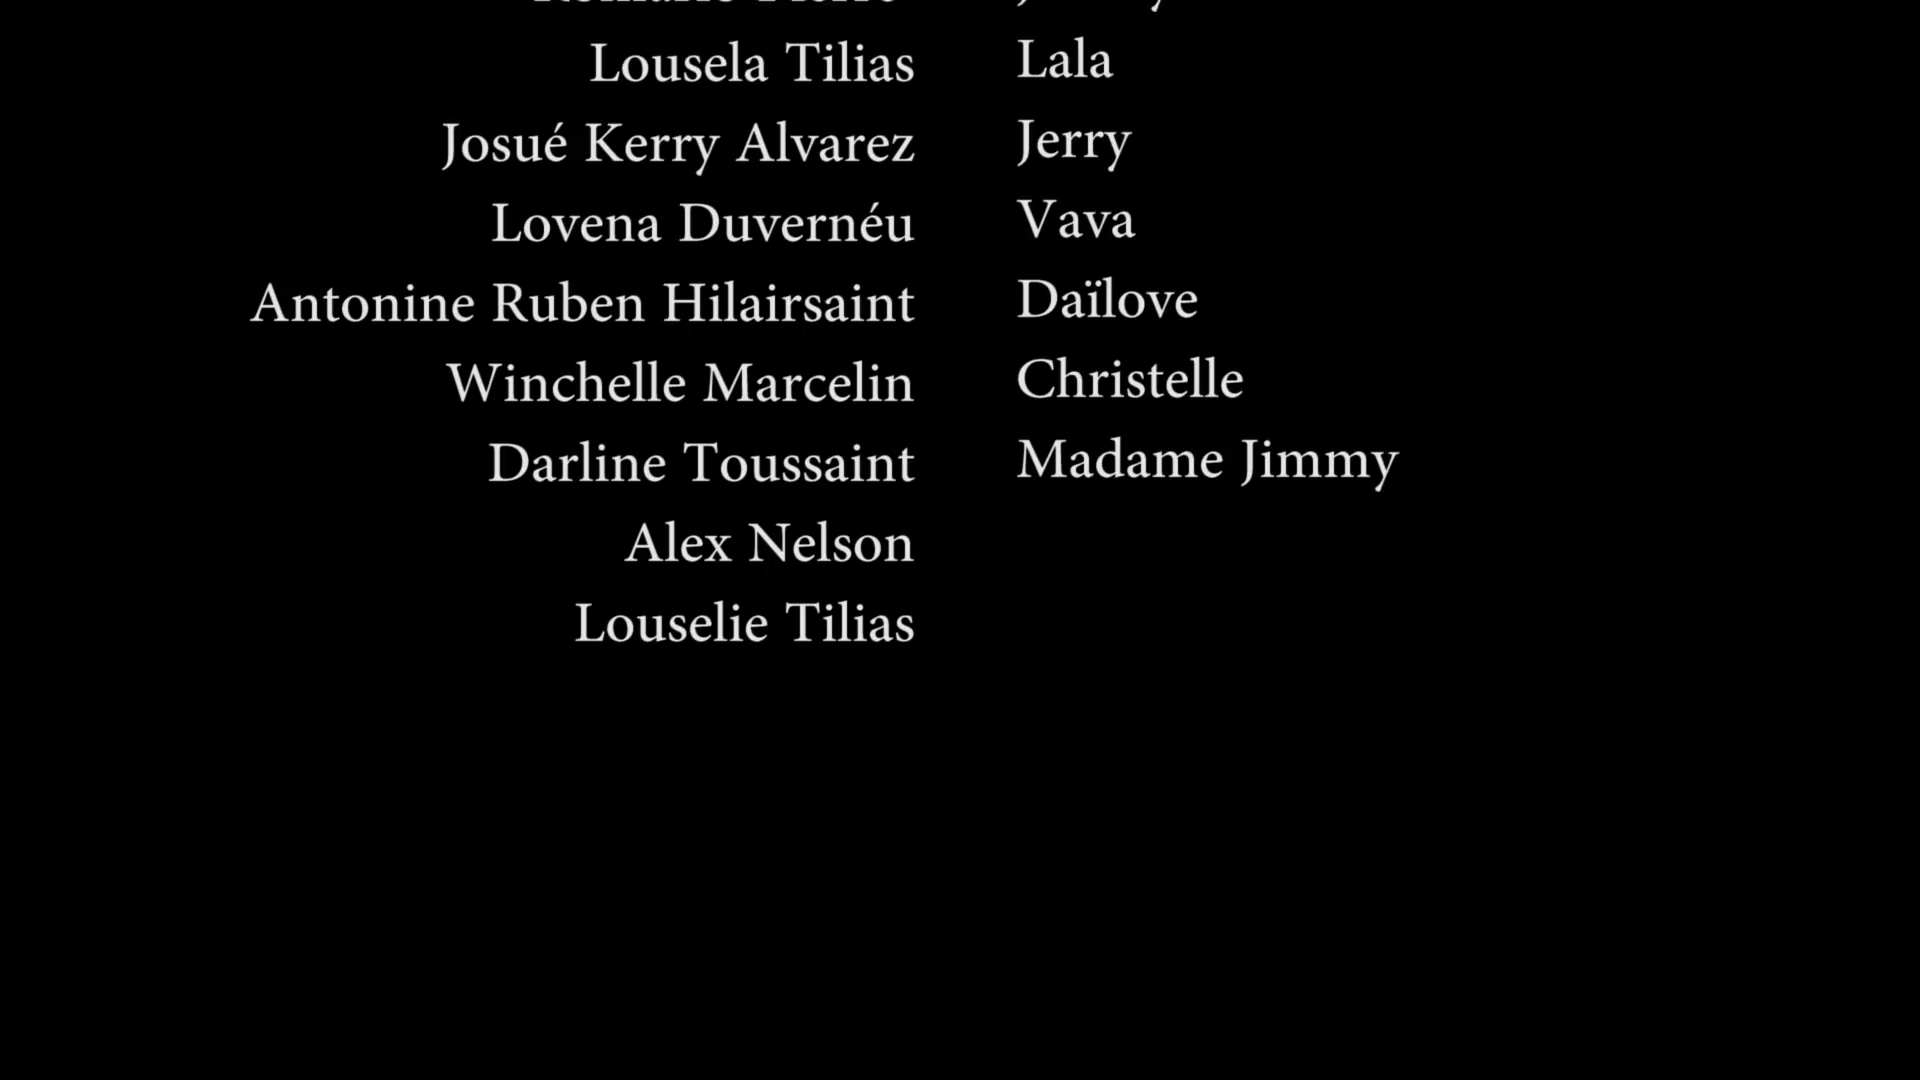 Lousela Tilias Lala
Josué Kerry Alvarez Jerry
Lovena Duvernéu Vava
Antonine Ruben Hilairsaint Daïlove
Winchelle Marcelin Christelle
Darline Toussaint Madame Jimmy
Alex Nelson
Louselie Tilias